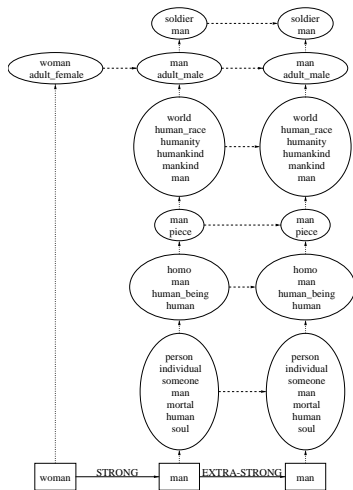 soldier
man
soldier
man
woman
adult_female
man
adult_male
man
adult_male
world
human_race
humanity
humankind
mankind
man
world
human_race
humanity
humankind
mankind
man
man
piece
man
piece
homo
man
human_being
human
homo
man
human_being
human
person
individual
someone
man
mortal
human
soul
person
individual
someone
man
mortal
human
soul
woman
STRONG
man
EXTRA-STRONG
man